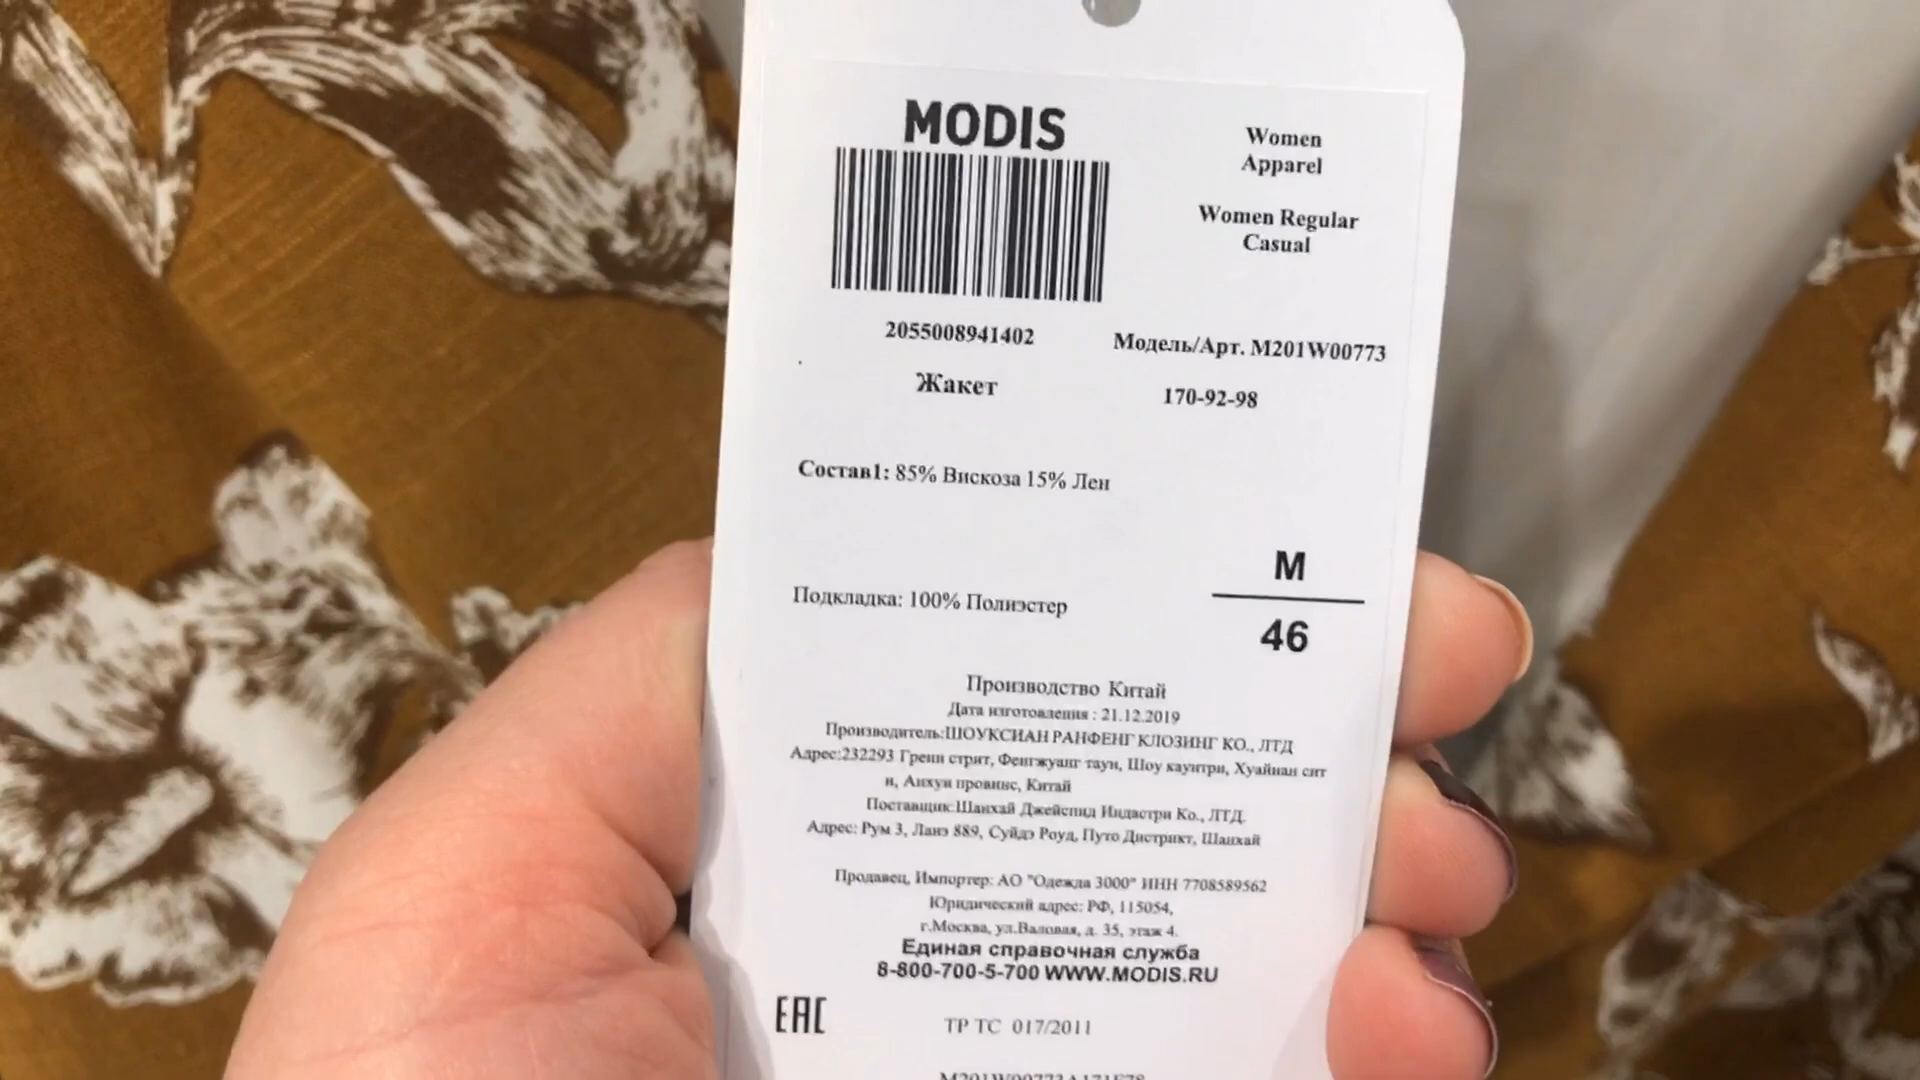 MODIS
Women
Apparel
Women Regular
Casual
2055008941402
Модель/Арт. M201W00773
Жакет
170-92-98
Состав1: 85% Вискоза 15% Лен
M
46
Подкладка: 100% Полиэстер
Производство Китай
Дата изготовления : 21.12.2019
Производитель:ШОУКСИАН РАНФЕНГ КЛОЗИНГ КО., ЛТД
Адрес:232293 Грени стрит, Фенгжуанг таун, Шоу каунтри, Хуайнан сит
и, Анхуи провинс, Китай
Поставщик:Шанхай Джейспид Индастри Ко., ЛТД.
Адрес: Рум 3, Ланэ 889, Суйдэ Роуд, Путо Дистрикт, Шанхай
Продавец, Импортер: АО "Одежда 3000" ИНН 7708589562
Юридический адрес: РФ, 115054,
г.Москва, ул.Валовая, д. 35, этаж 4.
Единая справочная служба
8-800-700-5-700 WWW.MODIS.RU
EAC
ТР ТС 017/2011